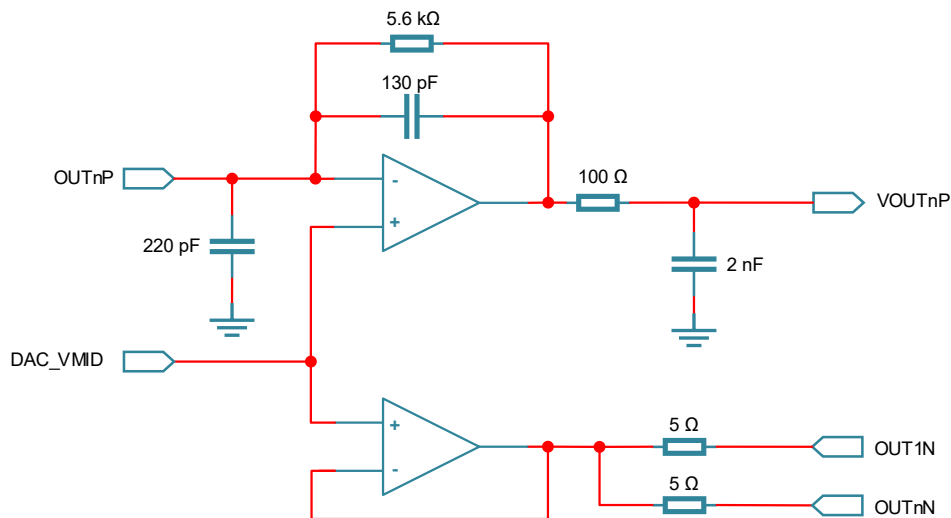 5.6 kΩ
130 pF
OUTnP
-
+
100 Ω
VOUTnP
220 pF
2 nF
DAC_VMID
5 Ω
+
OUT1N
-
5 Ω
OUTnN